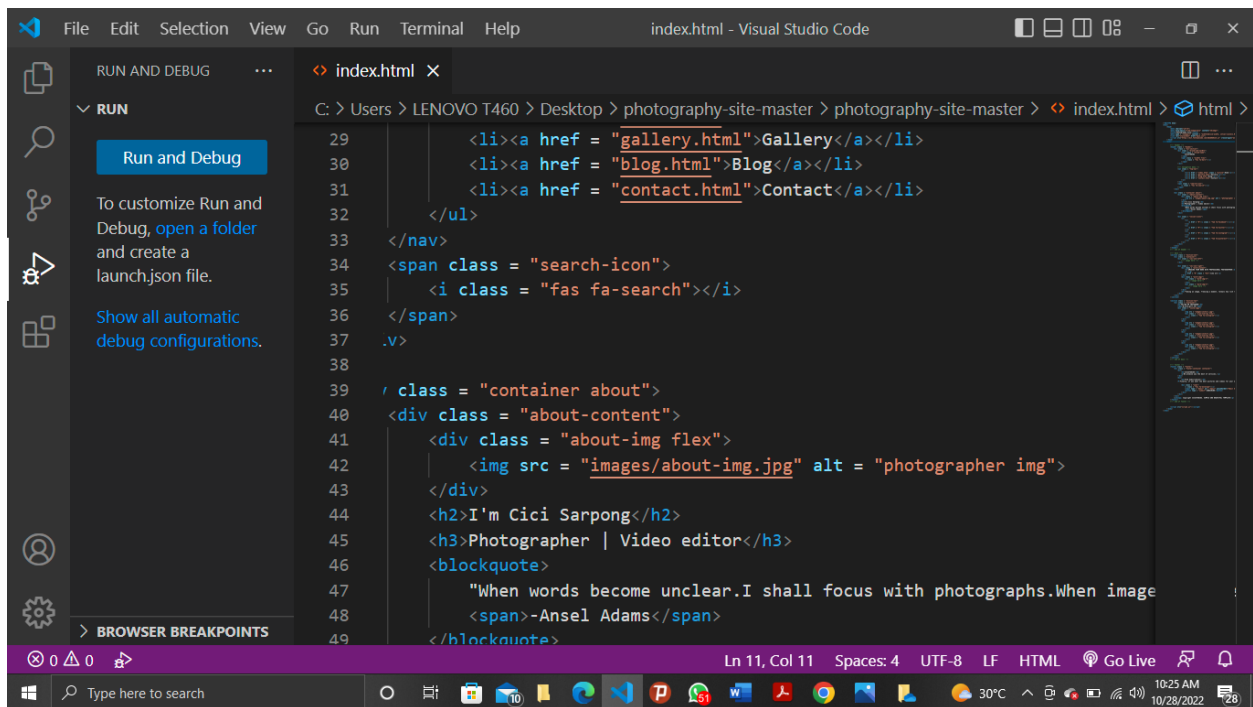 File Edit Selection View Go Run Terminal Help index.html - Visual Studio Code
RUN AND DEBUG ···
index.html
RUN
C: > Users > LENOVO T460 > Desktop > photography-site-master > photography-site-master > index.html > html >
Run and Debug
To customize Run and
Debug, open a folder
and create a
launch.json file.
Show all automatic
debug configurations.
29 <li><a href = "gallery.html">Gallery</a></li>
30 <li><a href = "blog.html">Blog</a></li>
31 <li><a href = "contact.html">Contact</a></li>
32 </ul>
33 </nav>
34 <span class = "search-icon">
35 <i class = "fas fa-search"></i>
36 </span>
37 .v>
38
39 class = "container about">
40 <div class = "about-content">
41 <div class = "about-img flex">
42 <img src = "images/about-img.jpg" alt = "photographer img">
43 </div>
44 <h2>I'm Cici Sarpong</h2>
45 <h3>Photographer | Video editor</h3>
46 <blockquote>
47 "When words become unclear.I shall focus with photographs.When image
48 <span>-Ansel Adams</span>
49 </blockquote>
BROWSER BREAKPOINTS
0 0 Ln 11, Col 11 Spaces: 4 UTF-8 LF HTML Go Live
Type here to search 10 51 30°C 10:25 AM
10/28/2022 28